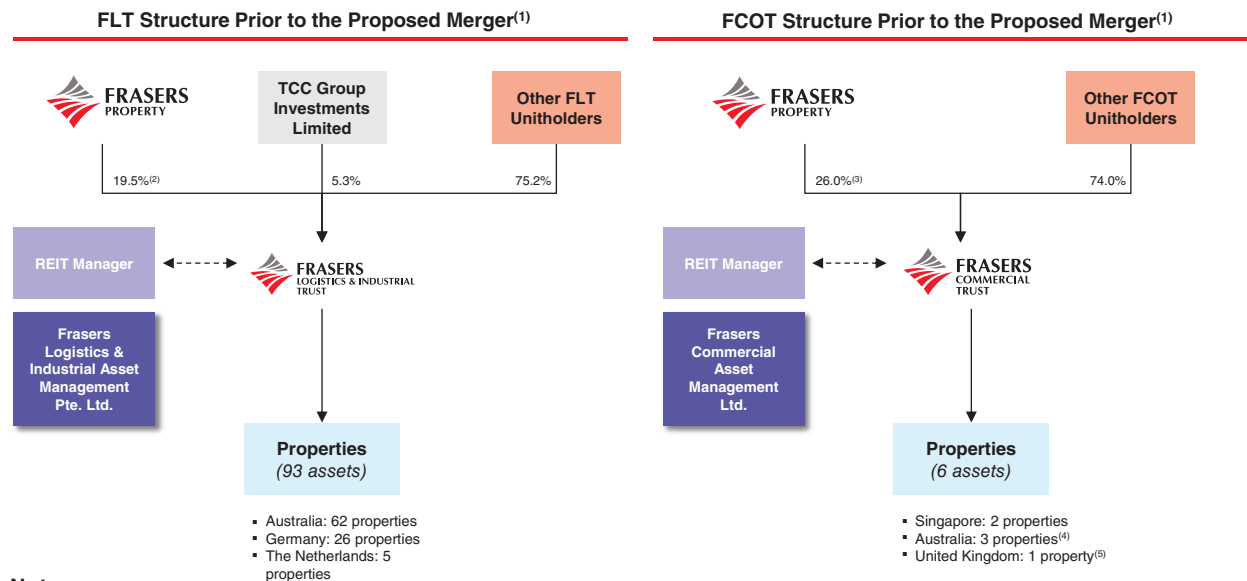 FLT Structure Prior to the Proposed Merger(1)
FRASERS
PROPERTY
TCC Group
Investments
Limited
Other FLT
Unitholders
19.5%(2)
5.3%
75.2%
REIT Manager
FRASERS
LOGISTICS & INDUSTRIAL
TRUST
Frasers
Logistics &
Industrial Asset
Management
Pte. Ltd.
Properties
(93 assets)
▪ Australia: 62 properties
▪ Germany: 26 properties
▪ The Netherlands: 5
properties
FCOT Structure Prior to the Proposed Merger(1)
FRASERS
PROPERTY
Other FCOT
Unitholders
26.0%(3)
74.0%
REIT Manager
FRASERS
COMMERCIAL
TRUST
Frasers
Commercial
Asset
Management
Ltd.
Properties
(6 assets)
▪ Singapore: 2 properties
▪ Australia: 3 properties(4)
▪ United Kingdom: 1 property(5)